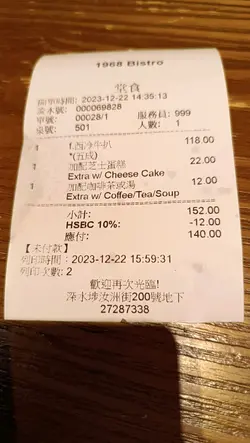 1968 Bistro
堂食
開單時間: 2023-12-22 14:35:13
流水號: 000069828
單號: 00028/1 服務員: 999
桌號: 501 人數: 1
1 f.西冷牛扒 118.00
*(五成)
1 加配芝士蛋糕 22.00
Extra w/ Cheese Cake
1 加配咖啡茶或湯 12.00
Extra w/ Coffee/Tea/Soup
小計: 152.00
HSBC 10%: -12.00
應付: 140.00
【未付款】
列印時間: 2023-12-22 15:59:31
列印次數: 2
歡迎再次光臨!
深水埗汝洲街200號地下
27287338